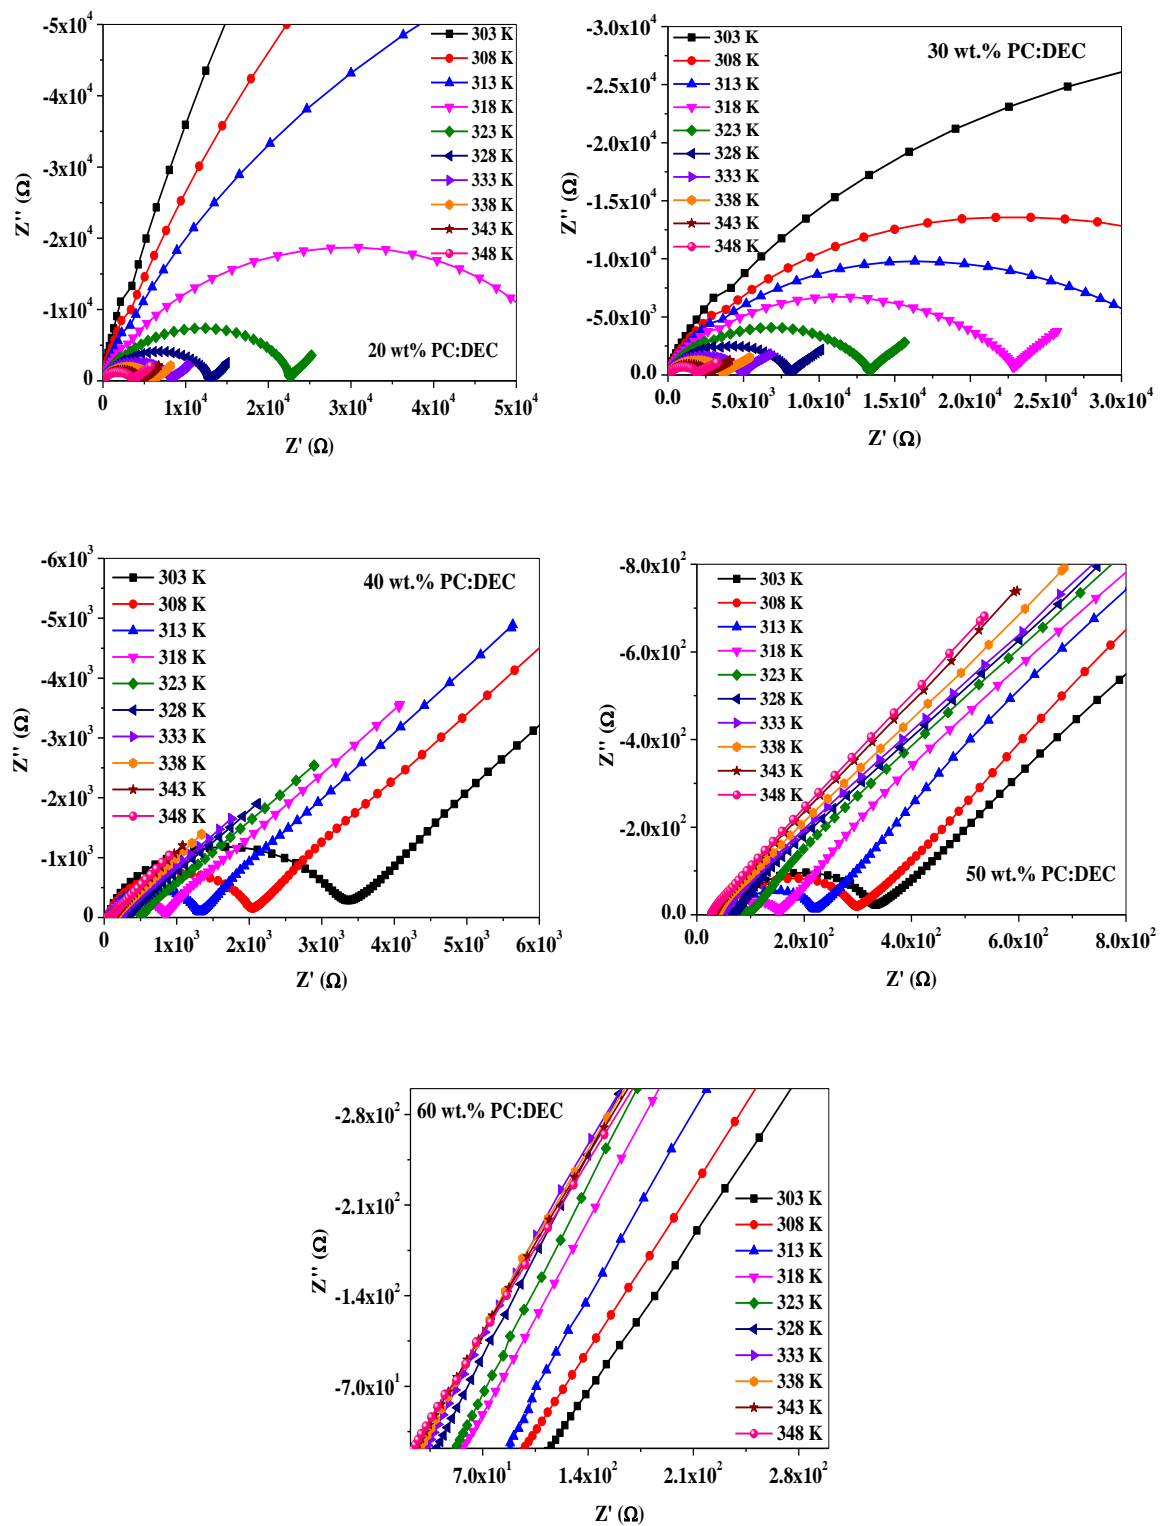 -5x10⁴
-4x10⁴
-3x10⁴
-2x10⁴
-1x10⁴
0
Z'' (Ω)
303 K
308 K
313 K
318 K
323 K
328 K
333 K
338 K
343 K
348 K
20 wt% PC:DEC
0
1x10⁴
2x10⁴
3x10⁴
4x10⁴
5x10⁴
Z' (Ω)
-3.0x10⁴
-2.5x10⁴
-2.0x10⁴
-1.5x10⁴
-1.0x10⁴
-5.0x10³
0.0
Z'' (Ω)
303 K
308 K
313 K
318 K
323 K
328 K
333 K
338 K
343 K
348 K
30 wt.% PC:DEC
0.0
5.0x10³
1.0x10⁴
1.5x10⁴
2.0x10⁴
2.5x10⁴
3.0x10⁴
Z' (Ω)
-6x10³
-5x10³
-4x10³
-3x10³
-2x10³
-1x10³
0
Z'' (Ω)
303 K
308 K
313 K
318 K
323 K
328 K
333 K
338 K
343 K
348 K
40 wt.% PC:DEC
0
1x10³
2x10³
3x10³
4x10³
5x10³
6x10³
Z' (Ω)
-8.0x10²
-6.0x10²
-4.0x10²
-2.0x10²
0.0
Z'' (Ω)
303 K
308 K
313 K
318 K
323 K
328 K
333 K
338 K
343 K
348 K
50 wt.% PC:DEC
0.0
2.0x10²
4.0x10²
6.0x10²
8.0x10²
Z' (Ω)
-2.8x10²
-2.1x10²
-1.4x10²
-7.0x10¹
Z'' (Ω)
60 wt.% PC:DEC
303 K
308 K
313 K
318 K
323 K
328 K
333 K
338 K
343 K
348 K
7.0x10¹
1.4x10²
2.1x10²
2.8x10²
Z' (Ω)